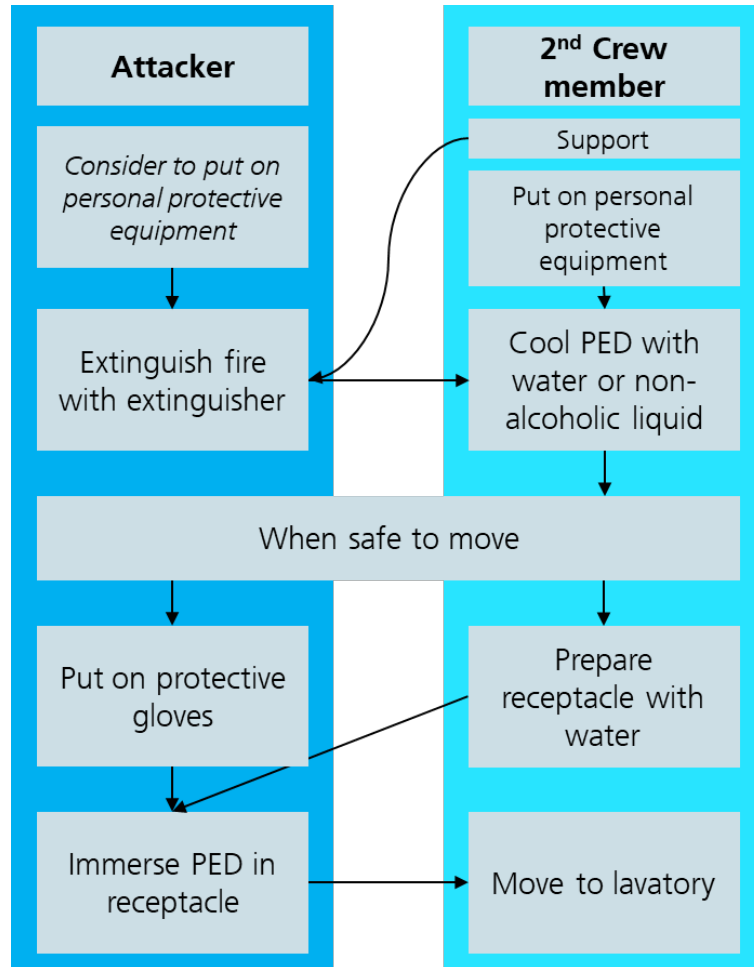 Attacker
2nd Crew
member
Support
Consider to put on
personal protective
equipment
Put on personal
protective
equipment
Extinguish fire
with extinguisher
Cool PED with
water or non-
alcoholic liquid
When safe to move
Put on protective
gloves
Prepare
receptacle with
water
Immerse PED in
receptacle
Move to lavatory